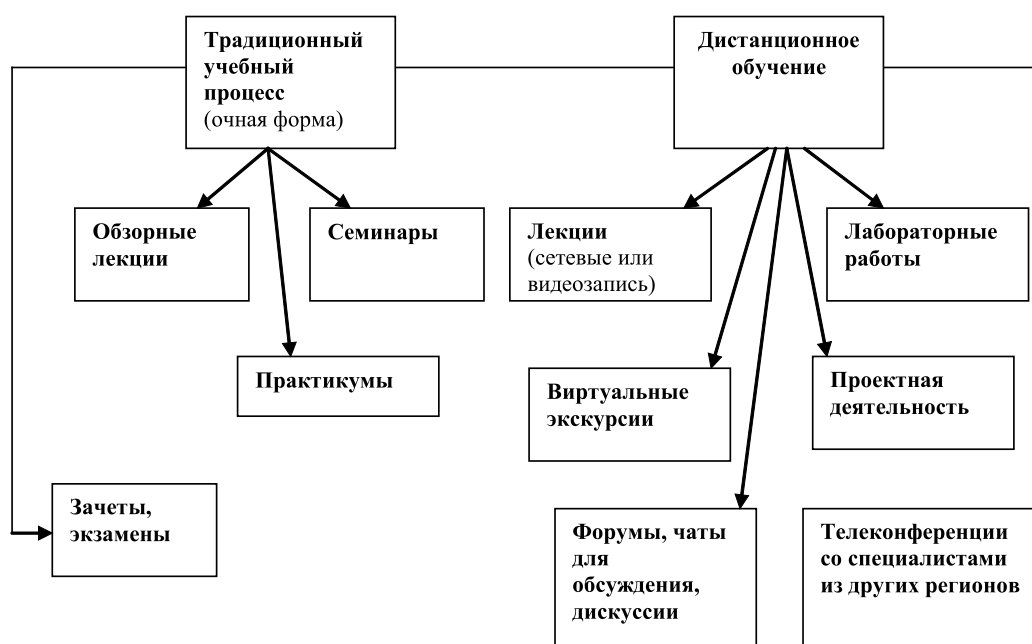 Традиционный
учебный
процесс
(очная форма)
Дистанционное
обучение
Обзорные
лекции
Семинары
Лекции
(сетевые или
видеозапись)
Лабораторные
работы
Практикумы
Виртуальные
экскурсии
Проектная
деятельность
Зачеты,
экзамены
Форумы, чаты
для
обсуждения,
дискуссии
Телеконференции
со специалистами
из других регионов